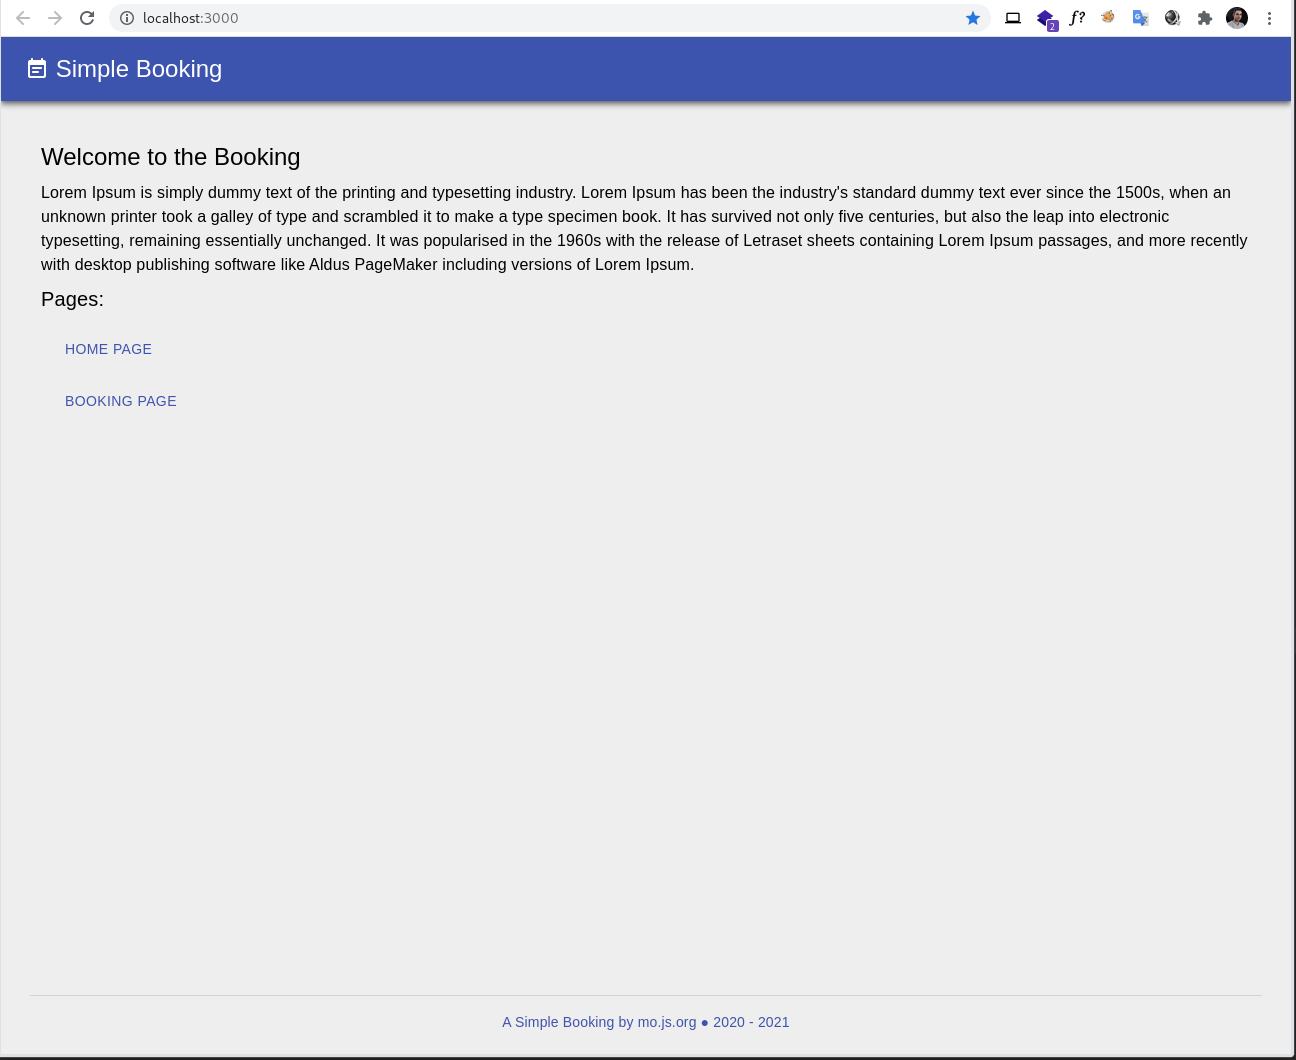 localhost:3000
2
f?
Simple Booking
Welcome to the Booking
Lorem Ipsum is simply dummy text of the printing and typesetting industry. Lorem Ipsum has been the industry's standard dummy text ever since the 1500s, when an
unknown printer took a galley of type and scrambled it to make a type specimen book. It has survived not only five centuries, but also the leap into electronic
typesetting, remaining essentially unchanged. It was popularised in the 1960s with the release of Letraset sheets containing Lorem Ipsum passages, and more recently
with desktop publishing software like Aldus PageMaker including versions of Lorem Ipsum.
Pages:
HOME PAGE
BOOKING PAGE
A Simple Booking by mo.js.org ● 2020 - 2021